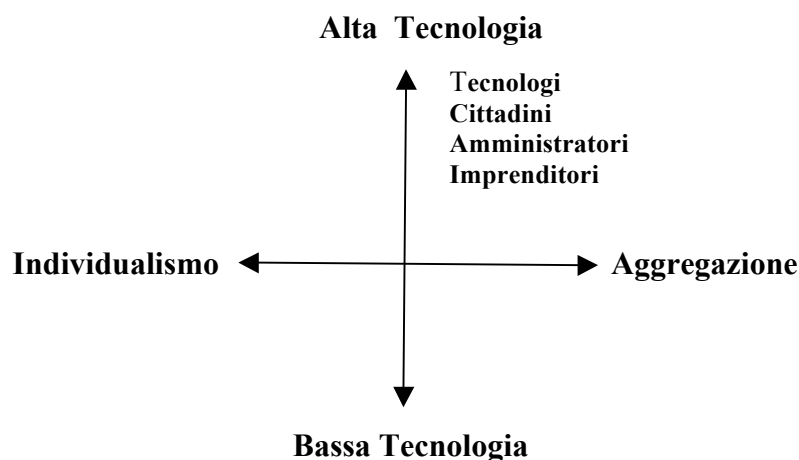 Alta Tecnologia
Tecnologi
Cittadini
Amministratori
Imprenditori
Individualismo
Aggregazione
Bassa Tecnologia